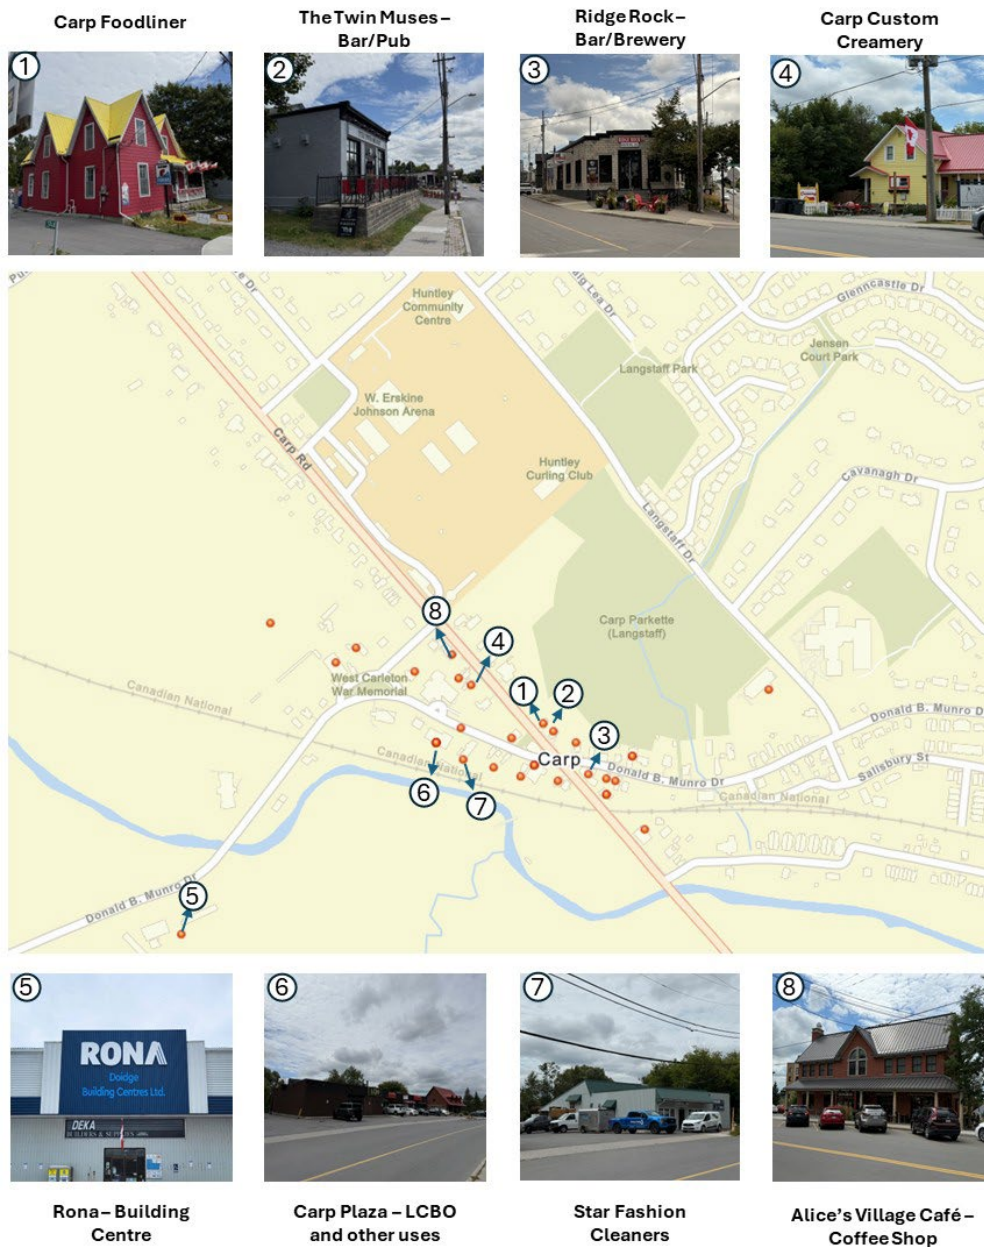 Carp Foodliner
The Twin Muses –
Bar/Pub
Ridge Rock –
Bar/Brewery
Carp Custom
Creamery
1
2
3
4
Huntley
Community
Centre
Glenncastle Dr
Jensen
Court Park
Langstaff Park
W. Erskine
Johnson Arena
Carp Rd
Huntley
Curling Club
Cavanagh Dr
Langstaff Dr
8
Carp Parkette
(Langstaff)
4
West Carleton
War Memorial
Canadian National
1
2
3
Donald B. Munro D
Carp
Donald B. Munro Dr
Salisbury St
Canadian National
Canadian National
6
7
5
Donald B. Munro Dr
5
6
7
8
RONA
Doidge
Building Centres Ltd.
DEKA
BUILDERS & SUPPLIES
Rona – Building
Centre
Carp Plaza – LCBO
and other uses
Star Fashion
Cleaners
Alice's Village Café –
Coffee Shop